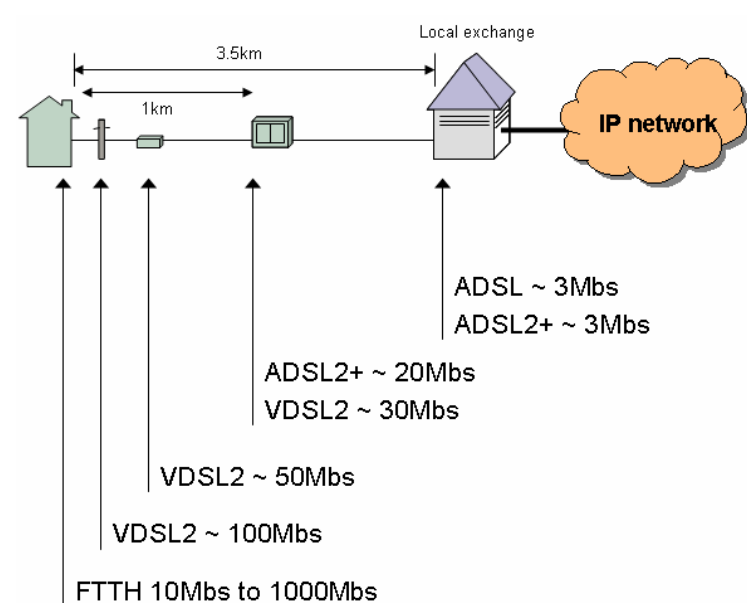 Local exchange
3.5km
1km
IP network
ADSL ~ 3Mbs
ADSL2+ ~ 3Mbs
ADSL2+ ~ 20Mbs
VDSL2 ~ 30Mbs
VDSL2 ~ 50Mbs
VDSL2 ~ 100Mbs
FTTH 10Mbs to 1000Mbs